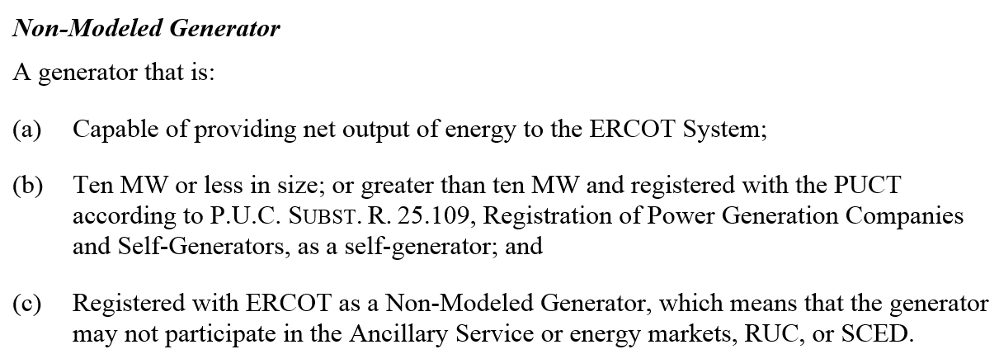 Non-Modeled Generator
A generator that is:
(a) Capable of providing net output of energy to the ERCOT System;
(b) Ten MW or less in size; or greater than ten MW and registered with the PUCT
according to P.U.C. SUBST. R. 25.109, Registration of Power Generation Companies
and Self-Generators, as a self-generator; and
(c) Registered with ERCOT as a Non-Modeled Generator, which means that the generator
may not participate in the Ancillary Service or energy markets, RUC, or SCED.